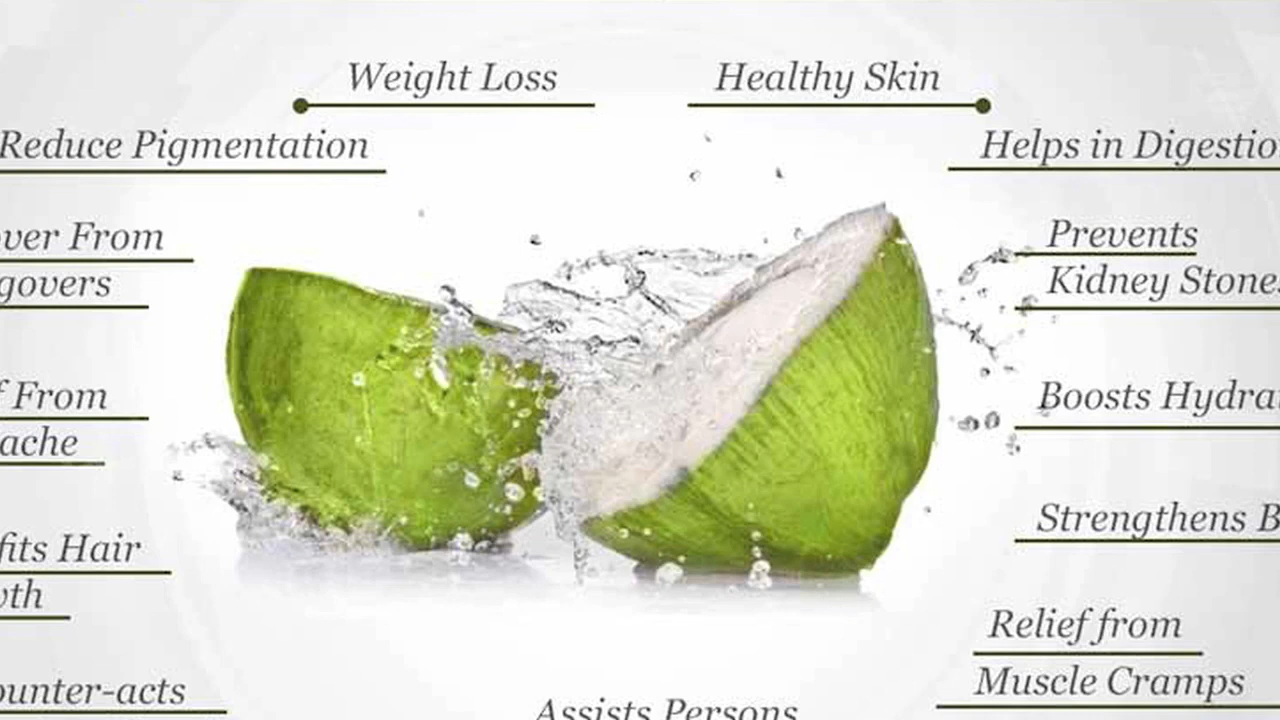 Weight Loss
Healthy Skin
Reduce Pigmentation
Helps in Digestio
over From
govers
Prevents
Kidney Stones
f From
ache
Boosts Hydra
Strengthens B
fits Hair
wth
Relief from
Muscle Cramps
ounter-acts
Assists Persons